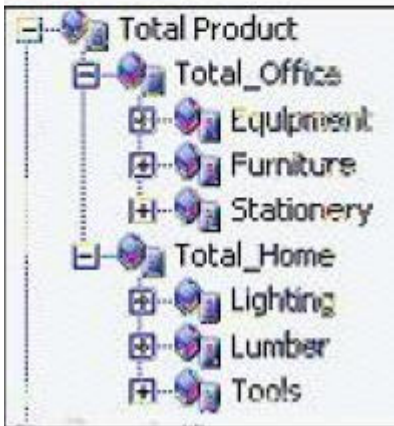 Total Product
Total_Office
Equipment
Furniture
Stationery
Total_Home
Lighting
Lumber
Tools